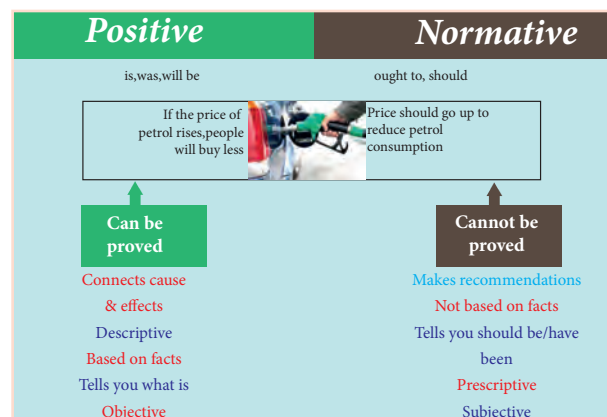 Positive
Normative
is,was,will be
ought to, should
If the price of
petrol rises,people
will buy less
Price should go up to
reduce petrol
consumption
Can be
proved
Cannot be
proved
Connects cause
& effects
Descriptive
Based on facts
Tells you what is
Objective
Makes recommendations
Not based on facts
Tells you should be/have
been
Prescriptive
Subjective